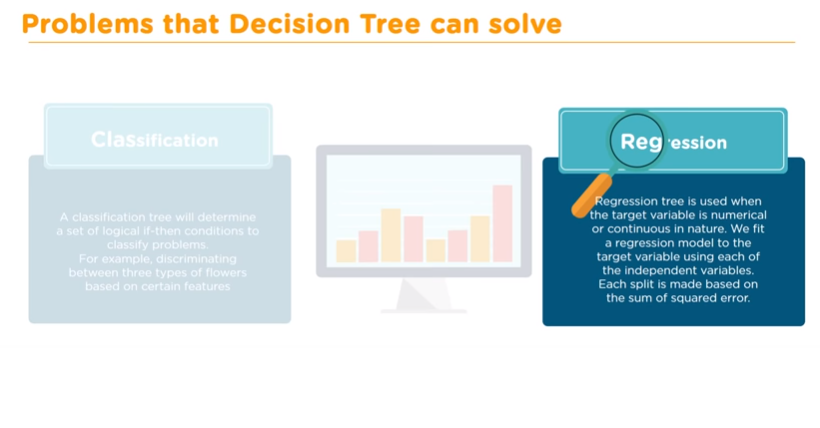 Problems that Decision Tree can solve
Classification
A classification tree will determine
a set of logical if-then conditions to
classify problems.
For example, discriminating
between three types of flowers
based on certain features
Regression
Regression tree is used when
the target variable is numerical
or continuous in nature. We fit
a regression model to the
target variable using each of
the independent variables.
Each split is made based on
the sum of squared error.